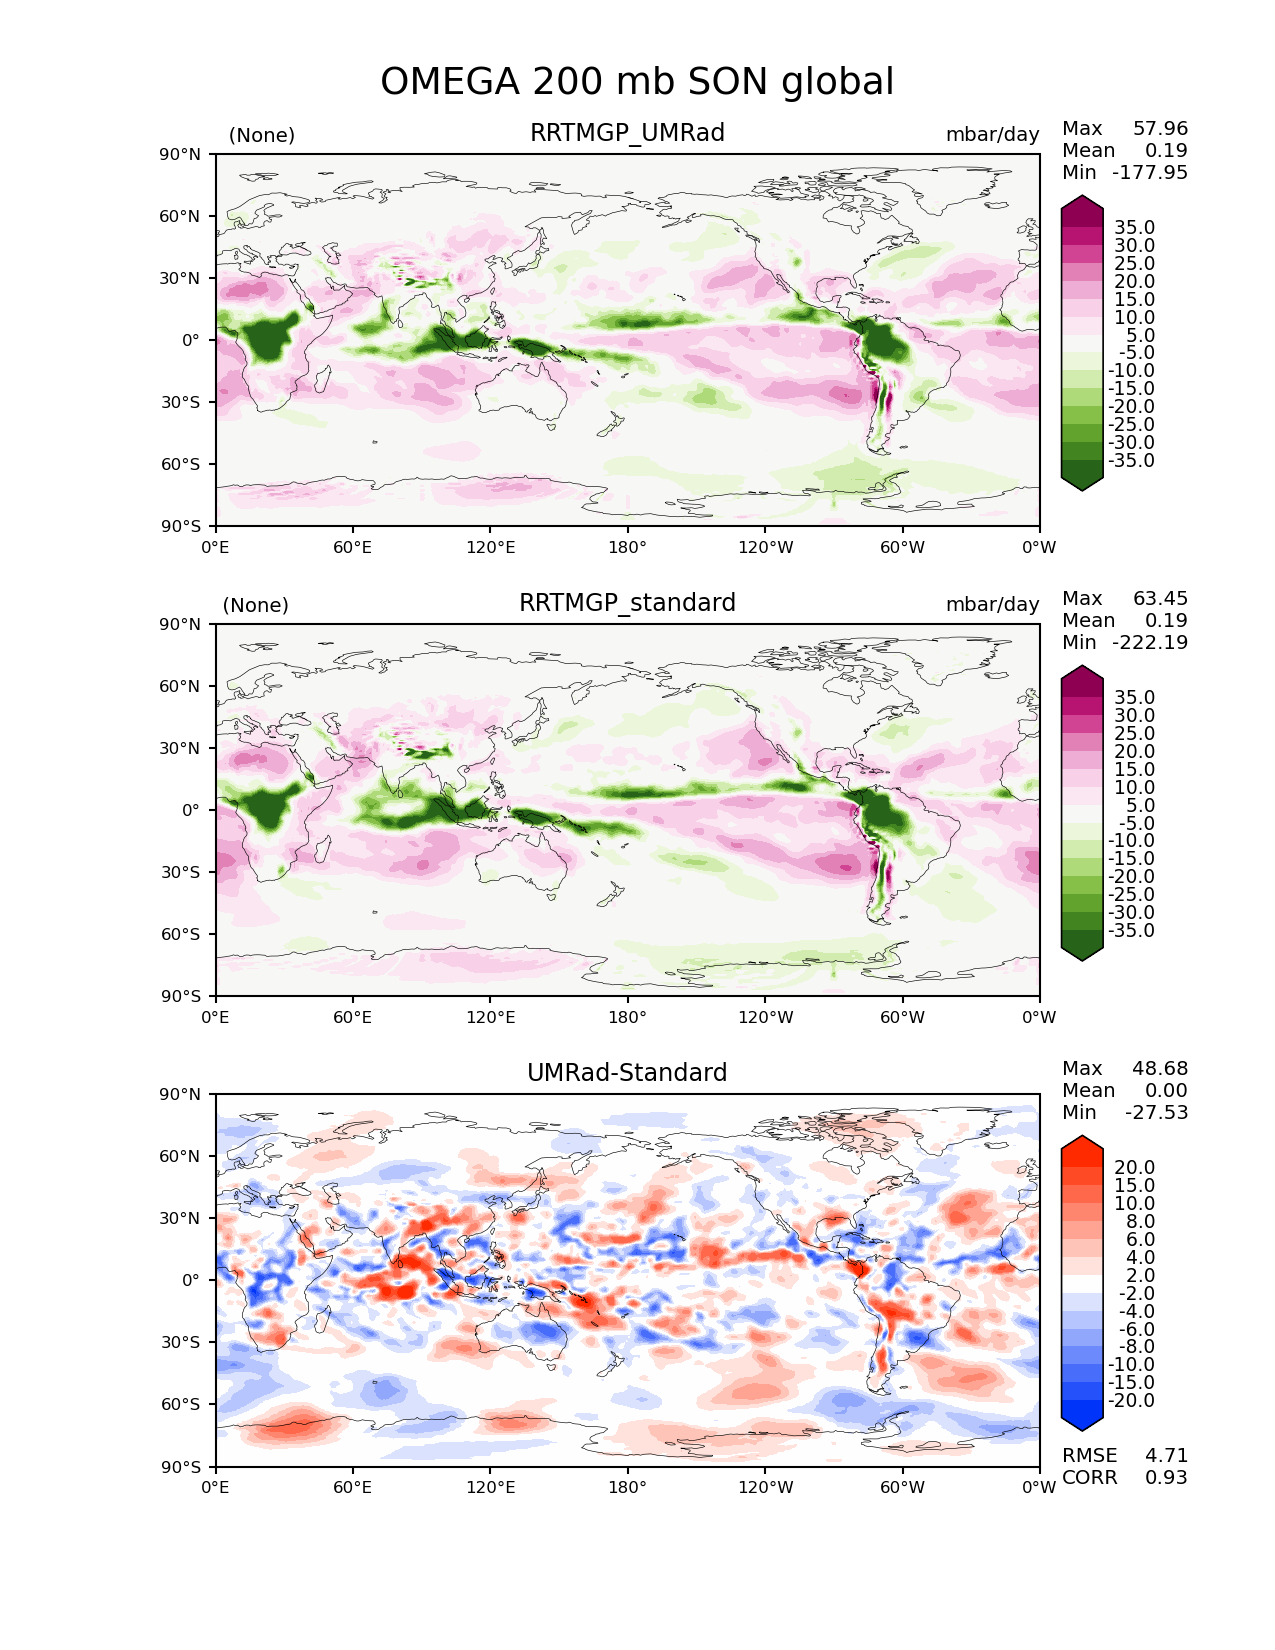 OMEGA 200 mb SON global
(None) RRTMGP_UMRad mbar/day
Max 57.96
Mean 0.19
Min -177.95
90°N
60°N
30°N
0°
30°S
60°S
90°S
0°E 60°E 120°E 180° 120°W 60°W 0°W
35.0
30.0
25.0
20.0
15.0
10.0
5.0
-5.0
-10.0
-15.0
-20.0
-25.0
-30.0
-35.0
(None) RRTMGP_standard mbar/day
Max 63.45
Mean 0.19
Min -222.19
90°N
60°N
30°N
0°
30°S
60°S
90°S
0°E 60°E 120°E 180° 120°W 60°W 0°W
35.0
30.0
25.0
20.0
15.0
10.0
5.0
-5.0
-10.0
-15.0
-20.0
-25.0
-30.0
-35.0
UMRad-Standard
Max 48.68
Mean 0.00
Min -27.53
90°N
60°N
30°N
0°
30°S
60°S
90°S
0°E 60°E 120°E 180° 120°W 60°W 0°W
20.0
15.0
10.0
8.0
6.0
4.0
2.0
-2.0
-4.0
-6.0
-8.0
-10.0
-15.0
-20.0
RMSE 4.71
CORR 0.93